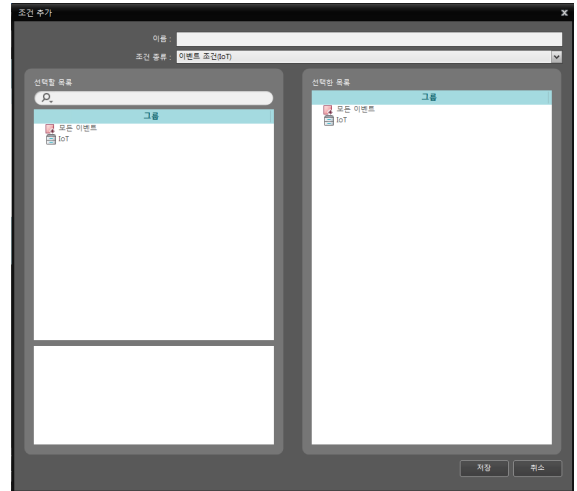 조건 추가
이름 :
조건 종류 : 이벤트 조건(IoT)
선택할 목록
그룹
모든 이벤트
IoT
선택한 목록
그룹
모든 이벤트
IoT
저장 취소